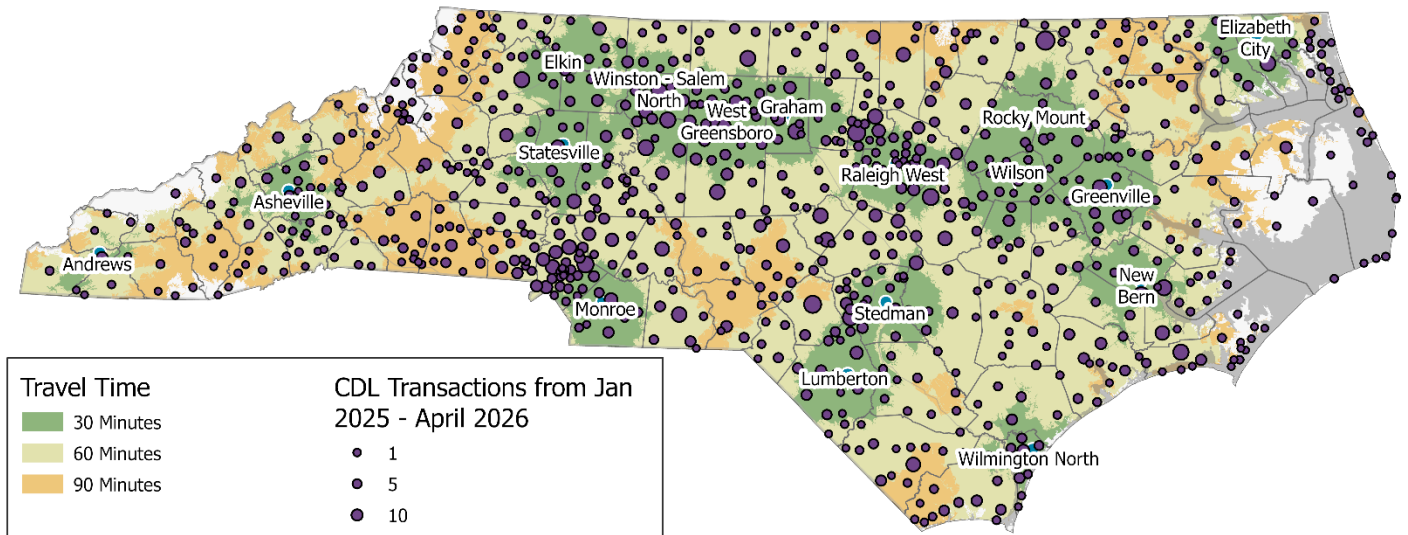 Elizabeth
City
Elkin
Winston - Salem
North
West
Graham
Greensboro
Rocky Mount
Statesville
Raleigh West
Wilson
Greenville
Asheville
Andrews
New
Bern
Monroe
Stedman
Lumberton
Wilmington North
Travel Time
30 Minutes
60 Minutes
90 Minutes
CDL Transactions from Jan
2025 - April 2026
1
5
10